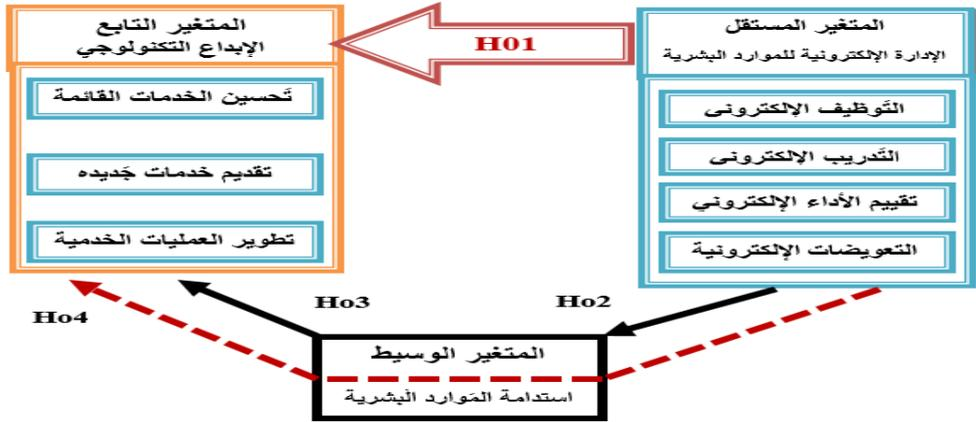 المتغير المستقل
الإدارة الإلكترونية للموارد البشرية
التَوظيف الإلكتروني
التَدريب الإلكتروني
تقييم الأداء الإلكتروني
التعويضات الإلكترونية
H01
المتغير التابع
الإبداع التكنولوجي
تَحسين الخدمات القائمة
تقديم خدمات جَديده
تطوير العمليات الخدمية
Ho2
Ho3
Ho4
المتغير الوسيط
استدامة المَوارد البشرية